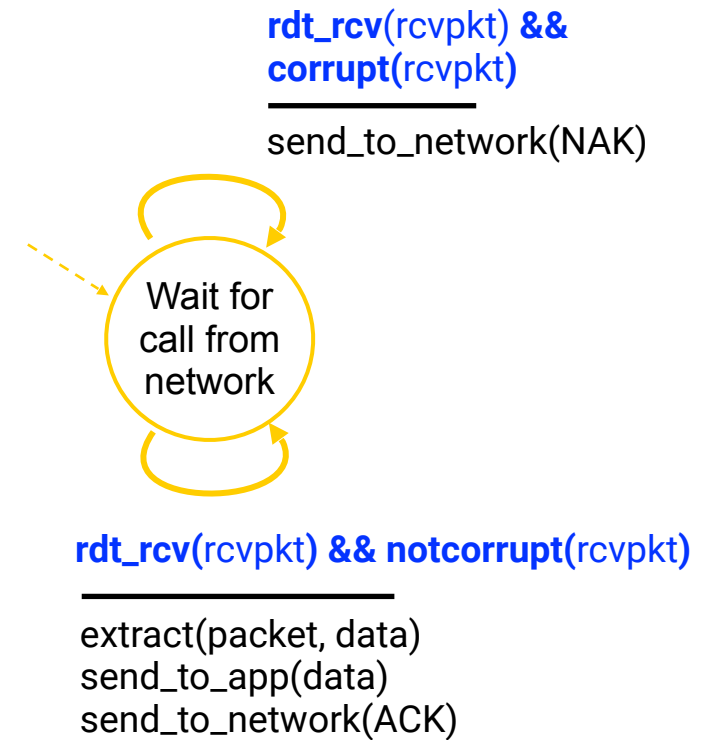 rdt_rcv(rcvpkt) &&
corrupt(rcvpkt)
send_to_network(NAK)
Wait for
call from
network
rdt_rcv(rcvpkt) && notcorrupt(rcvpkt)
extract(packet, data)
send_to_app(data)
send_to_network(ACK)